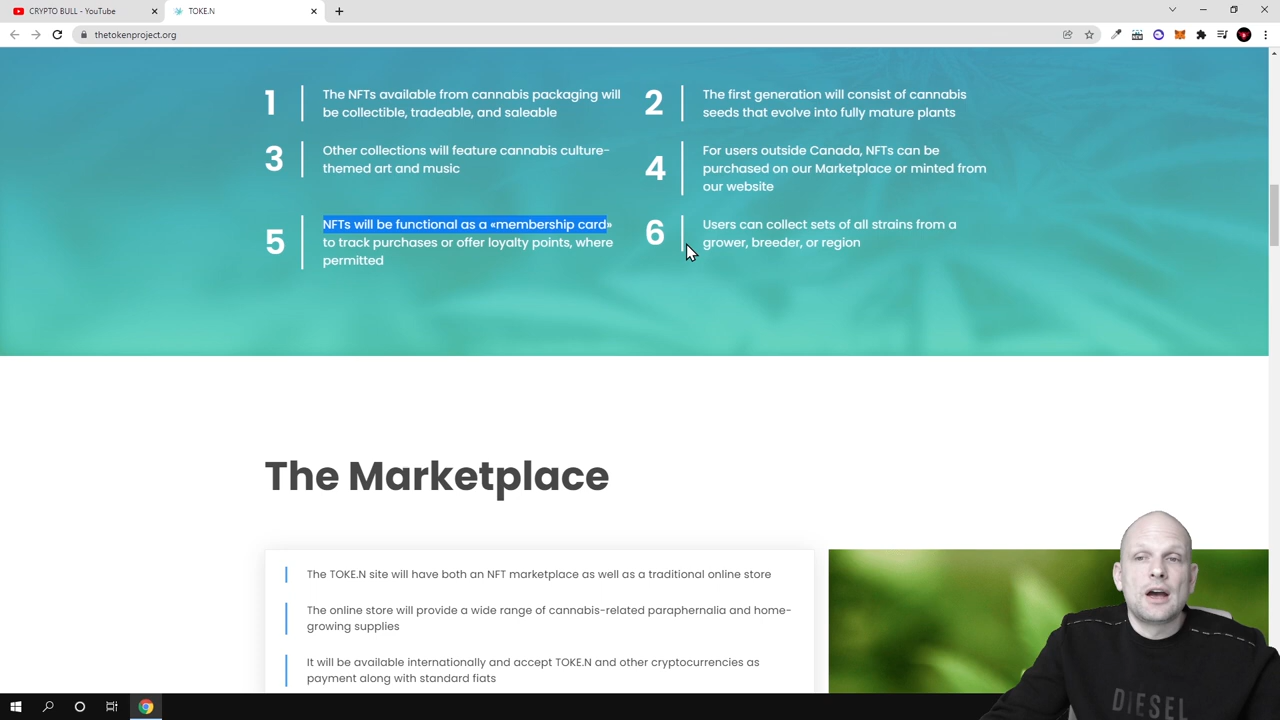 CRYPTO BULL - YouTube
TOKE.N
thetokenproject.org
1
The NFTs available from cannabis packaging will
be collectible, tradeable, and saleable
2
The first generation will consist of cannabis
seeds that evolve into fully mature plants
3
Other collections will feature cannabis culture-
themed art and music
4
For users outside Canada, NFTs can be
purchased on our Marketplace or minted from
our website
5
NFTs will be functional as a «membership card»
to track purchases or offer loyalty points, where
permitted
6
Users can collect sets of all strains from a
grower, breeder, or region
The Marketplace
The TOKE.N site will have both an NFT marketplace as well as a traditional online store
The online store will provide a wide range of cannabis-related paraphernalia and home-
growing supplies
It will be available internationally and accept TOKE.N and other cryptocurrencies as
payment along with standard fiats
DIESEL